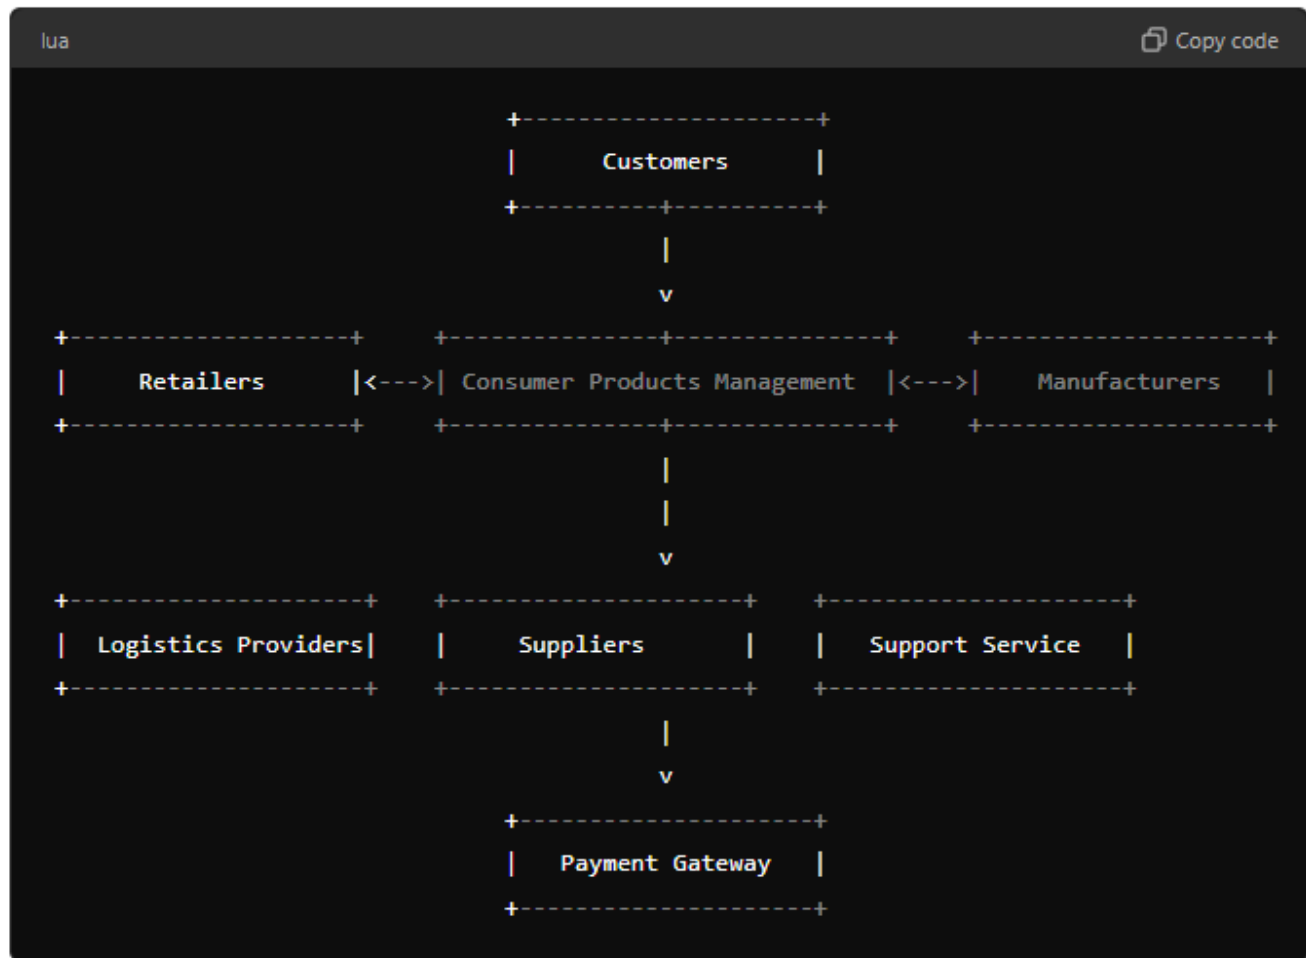 lua Copy code
+---------------------+
|      Customers      |
+----------+----------+
|
v
+--------------------+     +---------------+---------------+     +--------------------+
|     Retailers      |<--->| Consumer Products Management  |<--->|    Manufacturers   |
+--------------------+     +---------------+---------------+     +--------------------+
|
|
v
+---------------------+    +---------------------+    +---------------------+
|  Logistics Providers|    |     Suppliers       |    |   Support Service   |
+---------------------+    +---------------------+    +---------------------+
|
v
+---------------------+
|   Payment Gateway   |
+---------------------+